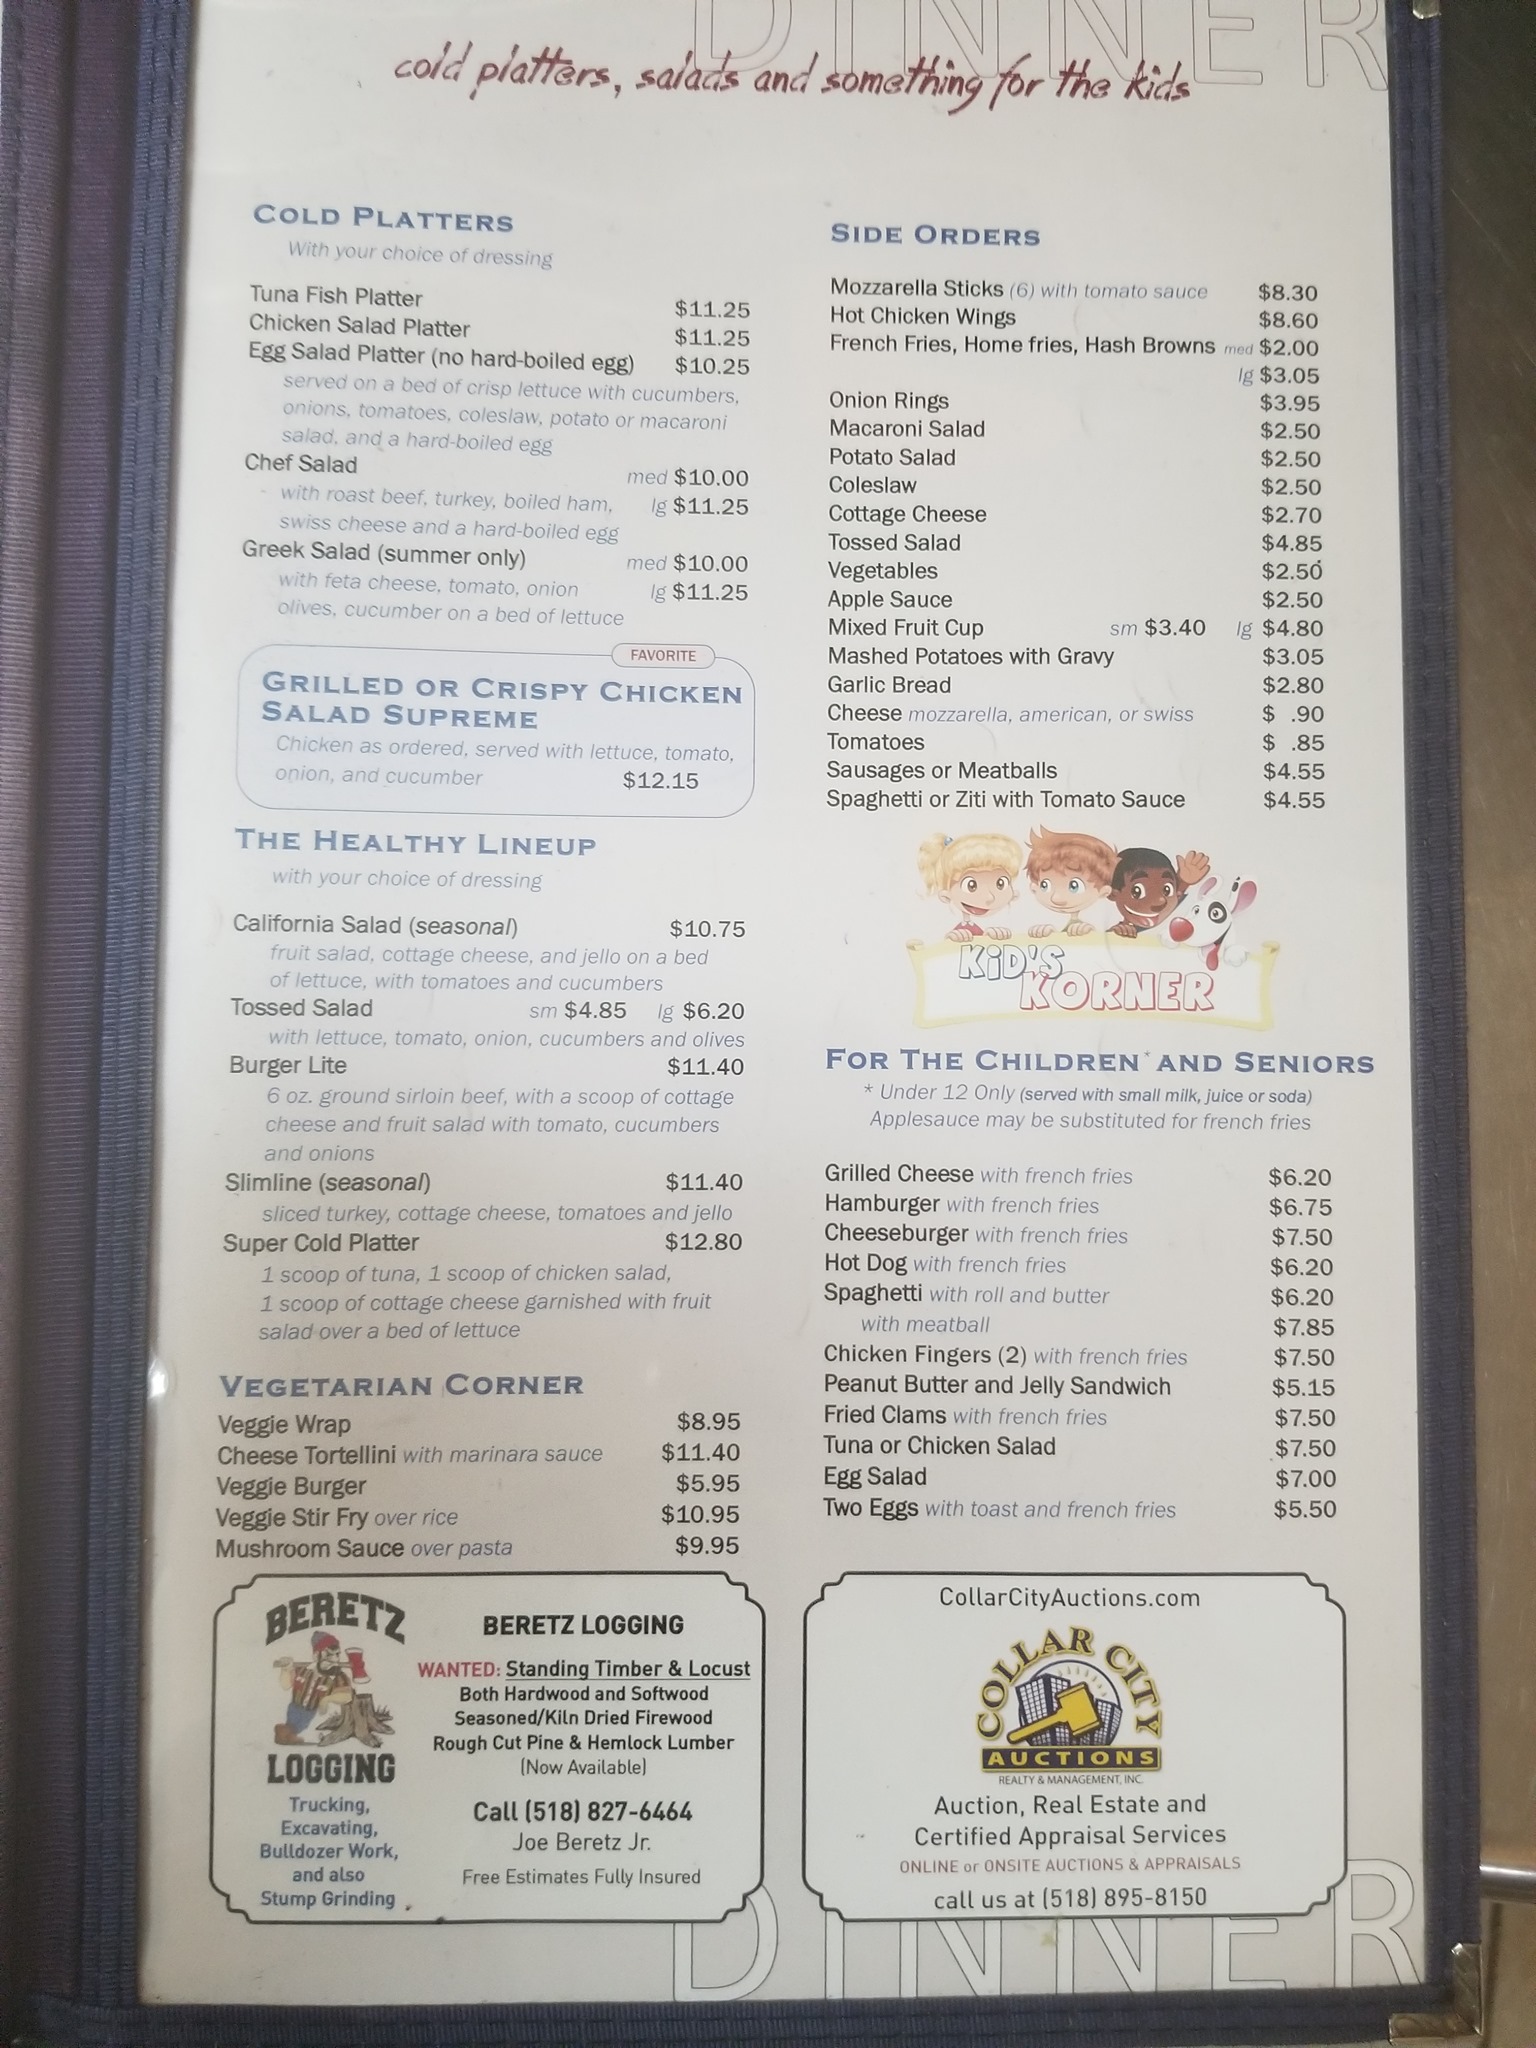 DINNER
cold platters, salads and something for the kids
COLD PLATTERS
With your choice of dressing
Tuna Fish Platter $11.25
Chicken Salad Platter $11.25
Egg Salad Platter (no hard-boiled egg) $10.25
served on a bed of crisp lettuce with cucumbers,
onions, tomatoes, coleslaw, potato or macaroni
salad, and a hard-boiled egg
Chef Salad med $10.00
with roast beef, turkey, boiled ham, lg $11.25
swiss cheese and a hard-boiled egg
Greek Salad (summer only) med $10.00
with feta cheese, tomato, onion lg $11.25
olives, cucumber on a bed of lettuce
FAVORITE
GRILLED OR CRISPY CHICKEN
SALAD SUPREME
Chicken as ordered, served with lettuce, tomato,
onion, and cucumber $12.15
THE HEALTHY LINEUP
with your choice of dressing
California Salad (seasonal) $10.75
fruit salad, cottage cheese, and jello on a bed
of lettuce, with tomatoes and cucumbers
Tossed Salad sm $4.85 lg $6.20
with lettuce, tomato, onion, cucumbers and olives
Burger Lite $11.40
6 oz. ground sirloin beef, with a scoop of cottage
cheese and fruit salad with tomato, cucumbers
and onions
Slimline (seasonal) $11.40
sliced turkey, cottage cheese, tomatoes and jello
Super Cold Platter $12.80
1 scoop of tuna, 1 scoop of chicken salad,
1 scoop of cottage cheese garnished with fruit
salad over a bed of lettuce
VEGETARIAN CORNER
Veggie Wrap $8.95
Cheese Tortellini with marinara sauce $11.40
Veggie Burger $5.95
Veggie Stir Fry over rice $10.95
Mushroom Sauce over pasta $9.95
SIDE ORDERS
Mozzarella Sticks (6) with tomato sauce $8.30
Hot Chicken Wings $8.60
French Fries, Home fries, Hash Browns med $2.00
lg $3.05
Onion Rings $3.95
Macaroni Salad $2.50
Potato Salad $2.50
Coleslaw $2.50
Cottage Cheese $2.70
Tossed Salad $4.85
Vegetables $2.50
Apple Sauce $2.50
Mixed Fruit Cup sm $3.40 lg $4.80
Mashed Potatoes with Gravy $3.05
Garlic Bread $2.80
Cheese mozzarella, american, or swiss $ .90
Tomatoes $ .85
Sausages or Meatballs $4.55
Spaghetti or Ziti with Tomato Sauce $4.55
KID'S
KORNER
FOR THE CHILDREN* AND SENIORS
* Under 12 Only (served with small milk, juice or soda)
Applesauce may be substituted for french fries
Grilled Cheese with french fries $6.20
Hamburger with french fries $6.75
Cheeseburger with french fries $7.50
Hot Dog with french fries $6.20
Spaghetti with roll and butter $6.20
with meatball $7.85
Chicken Fingers (2) with french fries $7.50
Peanut Butter and Jelly Sandwich $5.15
Fried Clams with french fries $7.50
Tuna or Chicken Salad $7.50
Egg Salad $7.00
Two Eggs with toast and french fries $5.50
BERETZ
LOGGING
Trucking,
Excavating,
Bulldozer Work,
and also
Stump Grinding
BERETZ LOGGING
WANTED: Standing Timber & Locust
Both Hardwood and Softwood
Seasoned/Kiln Dried Firewood
Rough Cut Pine & Hemlock Lumber
(Now Available)
Call (518) 827-6464
Joe Beretz Jr.
Free Estimates Fully Insured
CollarCityAuctions.com
COLLAR CITY
AUCTIONS
REALTY & MANAGEMENT, INC.
Auction, Real Estate and
Certified Appraisal Services
ONLINE or ONSITE AUCTIONS & APPRAISALS
call us at (518) 895-8150
DINNER